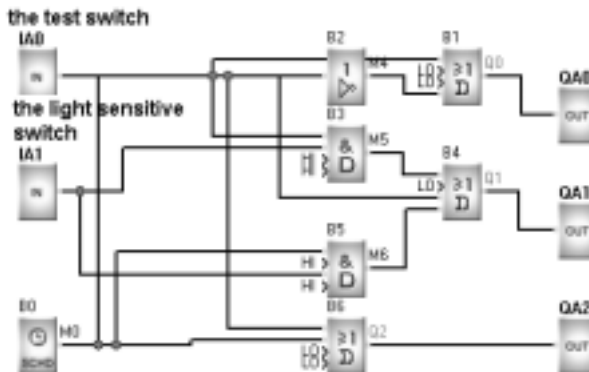 the test switch
IA0
IN
the light sensitive
switch
IA1
IN
B0
M0
SCHD
B2
1
M4
B3
&
D
M5
B5
HI
HI
&
D
M6
B6
LO
LO
≥1
D
Q2
B1
LO
LO
≥1
D
Q0
B4
LO
≥1
D
Q1
QA0
OUT
QA1
OUT
QA2
OUT